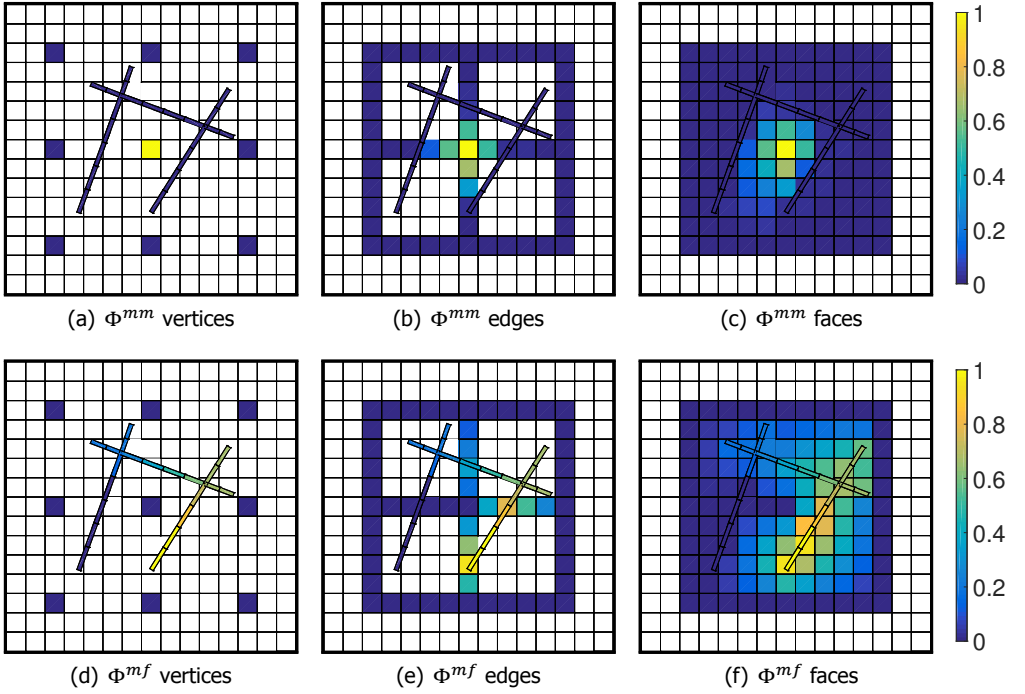 1
0.8
0.6
0.4
0.2
0
(a) Φ^{mm} vertices
(b) Φ^{mm} edges
(c) Φ^{mm} faces
1
0.8
0.6
0.4
0.2
0
(d) Φ^{mf} vertices
(e) Φ^{mf} edges
(f) Φ^{mf} faces